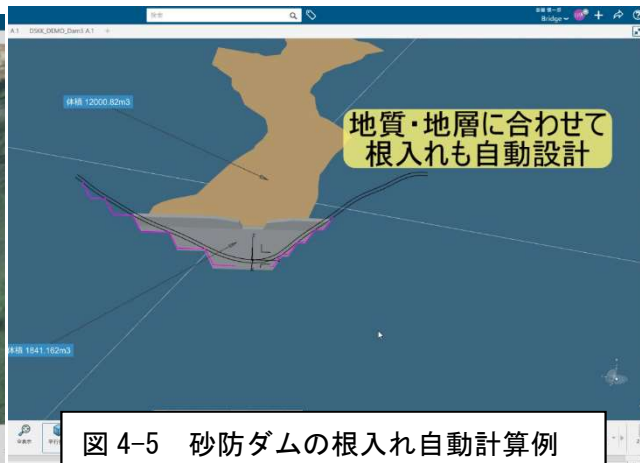 検索
Bridge
A.1 DSKK_DEMO_Dam3 A.1 +
体積 12000.82m3
地質・地層に合わせて
根入れも自動設計
体積 1841.162m3
図 4-5 砂防ダムの根入れ自動計算例